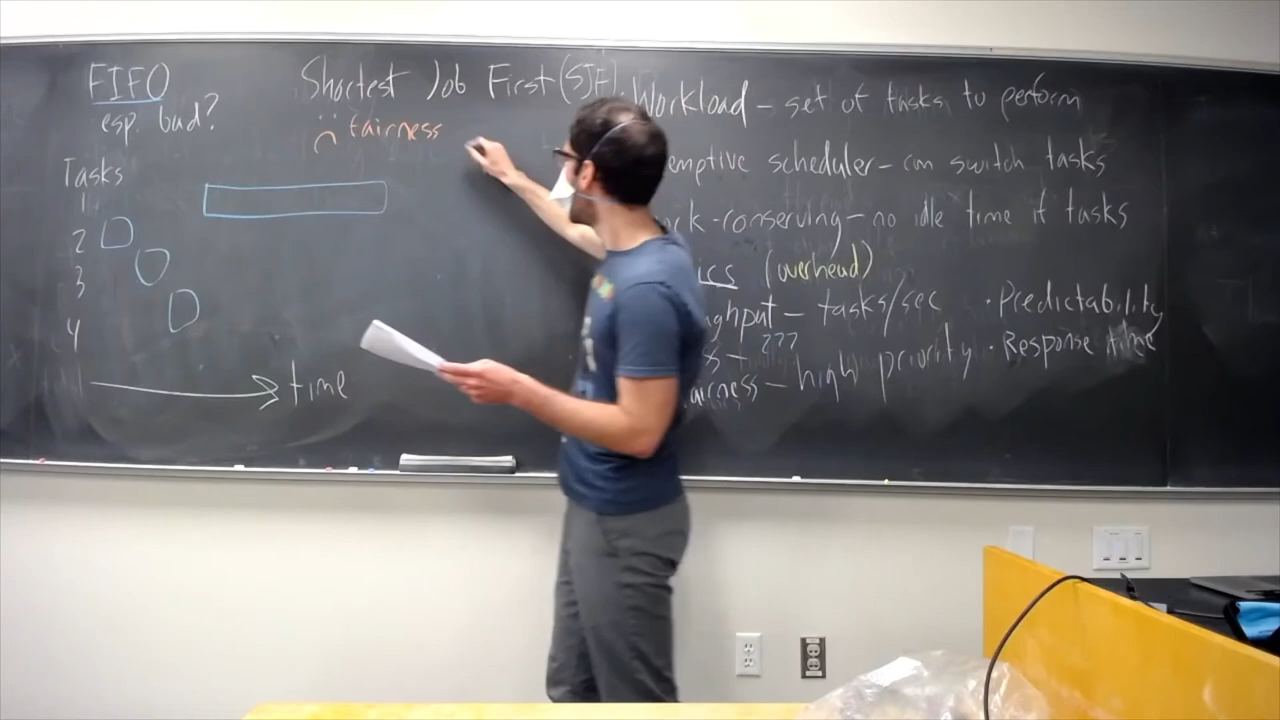 FIFO
esp. bad?
Tasks
1
2
3
4
time
Shortest Job First (SJF)
:( fairness
Workload – set of tasks to perform
emptive scheduler – can switch tasks
rk-conserving – no idle time if tasks
ics (overhead)
ghput – tasks/sec
???
airness – high priority
• Predictability
• Response time